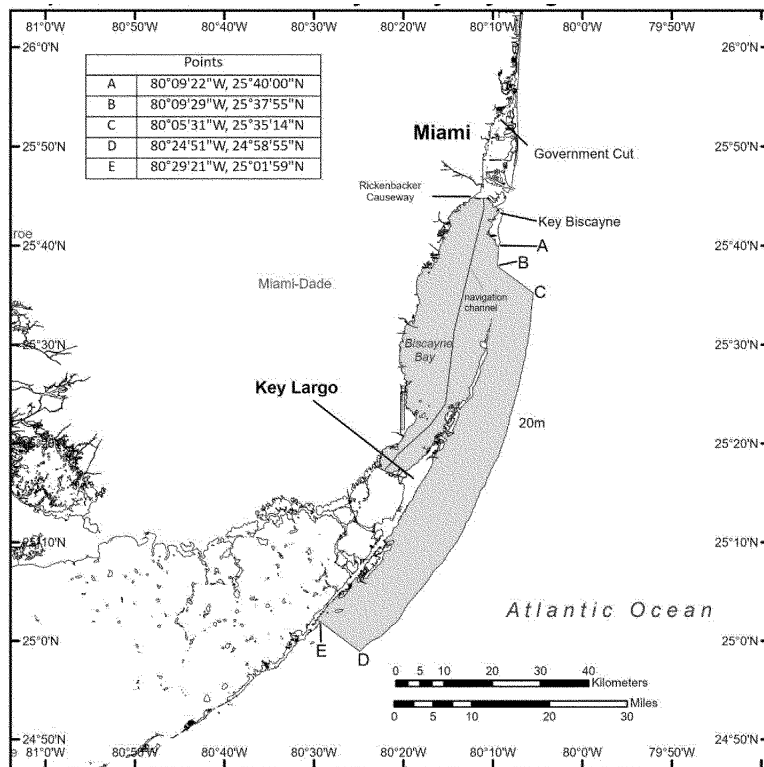 81°0'W 80°50'W 80°40'W 80°30'W 80°20'W 80°10'W 80°0'W 79°50'W
26°0'N 26°0'N
Points
A 80°09'22"W, 25°40'00"N
B 80°09'29"W, 25°37'55"N
C 80°05'31"W, 25°35'14"N
D 80°24'51"W, 24°58'55"N
E 80°29'21"W, 25°01'59"N
Miami
25°50'N 25°50'N
Government Cut
Rickenbacker
Causeway
Key Biscayne
roe
25°40'N A 25°40'N
B
Miami-Dade
C
navigation
channel
25°30'N 25°30'N
Biscayne
Bay
Key Largo
20m
25°20'N 25°20'N
25°10'N 25°10'N
Atlantic Ocean
25°0'N 25°0'N
E
D
0 5 10 20 30 40
Kilometers
Miles
0 5 10 20 30
24°50'N 24°50'N
e
81°0'W 80°50'W 80°40'W 80°30'W 80°20'W 80°10'W 80°0'W 79°50'W